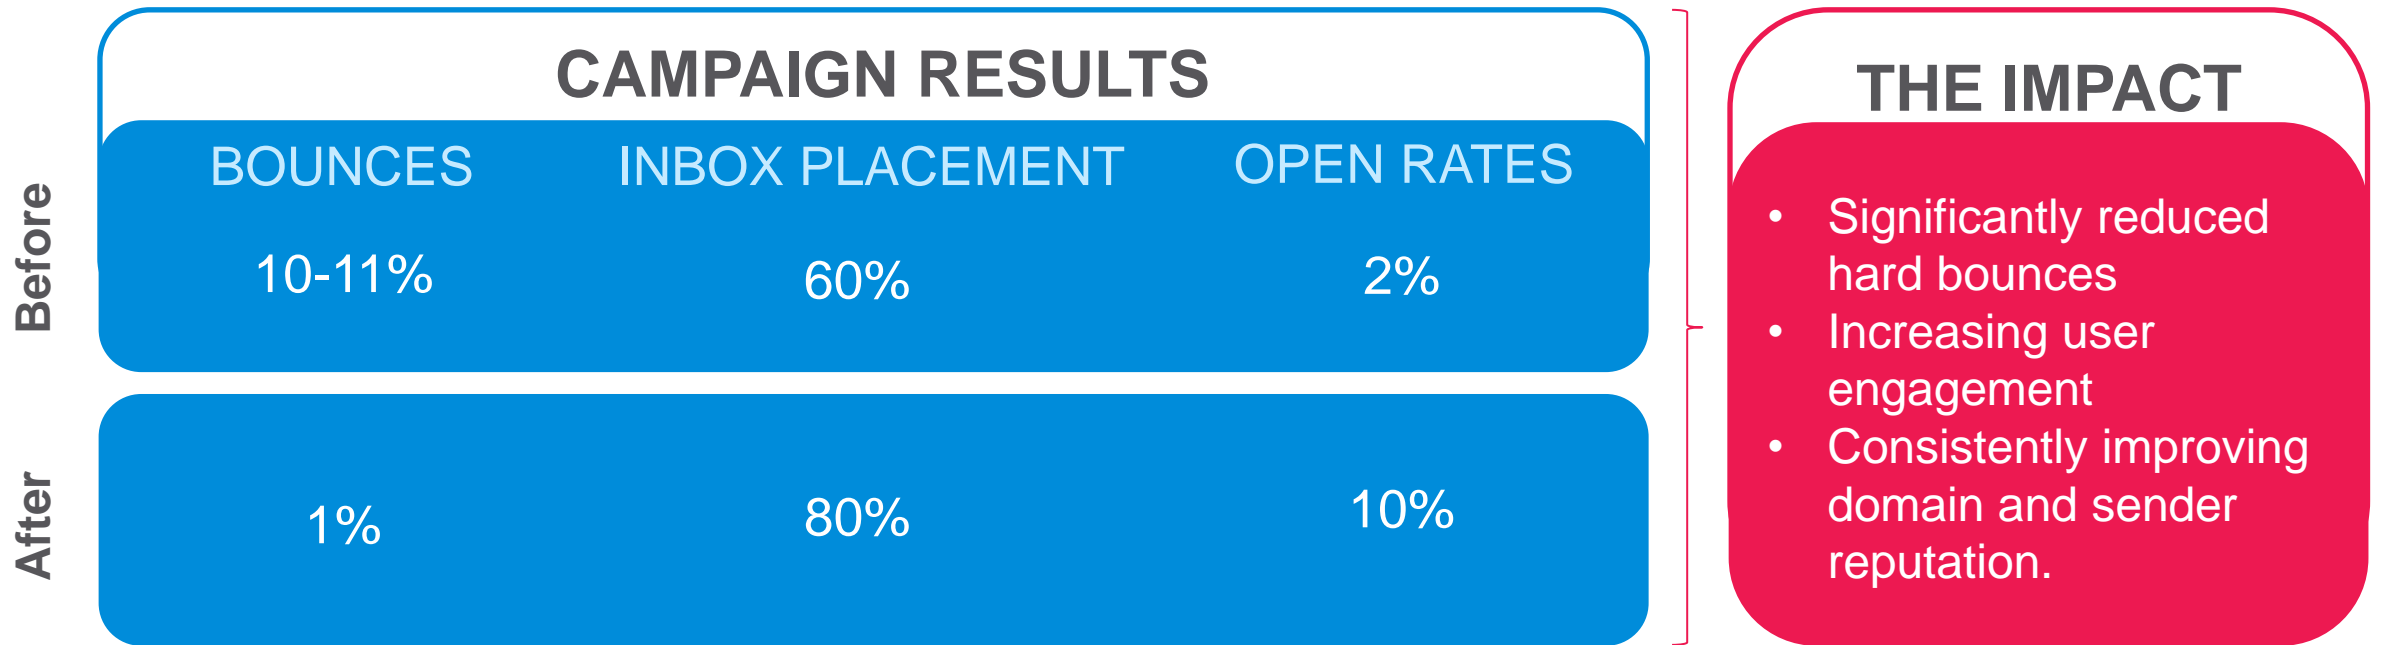 CAMPAIGN RESULTS
BOUNCES INBOX PLACEMENT OPEN RATES
Before
10-11% 60% 2%
After
1% 80% 10%
THE IMPACT
• Significantly reduced
hard bounces
• Increasing user
engagement
• Consistently improving
domain and sender
reputation.